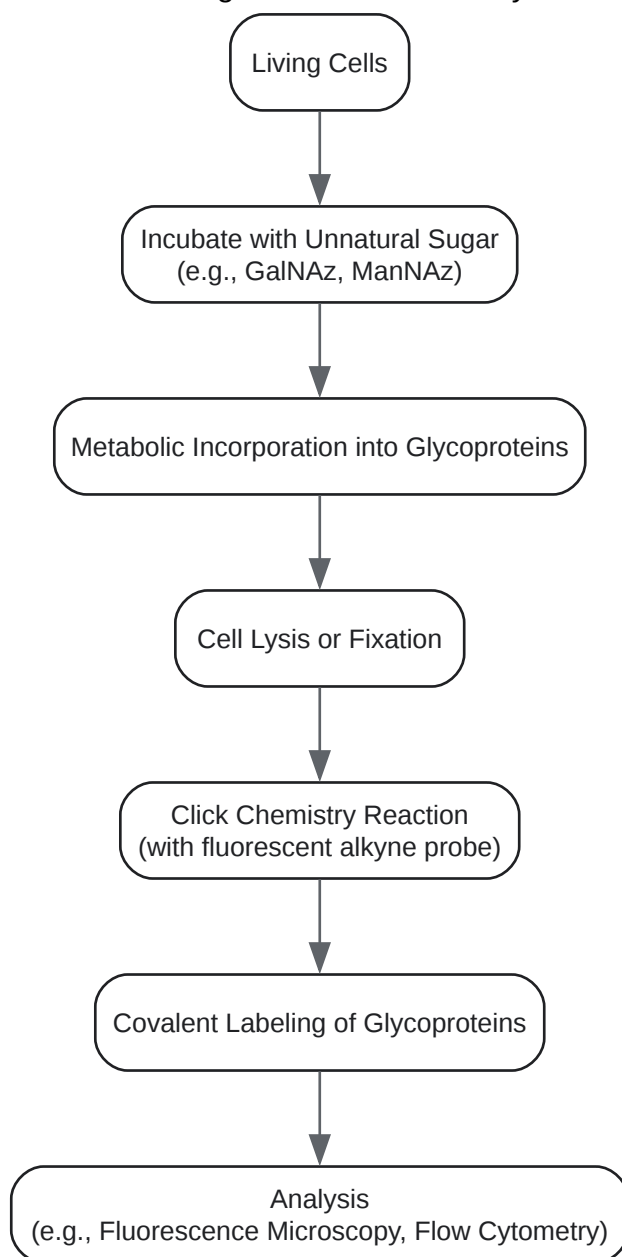 Living Cells
Incubate with Unnatural Sugar
(e.g., GalNAz, ManNAz)
Metabolic Incorporation into Glycoproteins
Cell Lysis or Fixation
Click Chemistry Reaction
(with fluorescent alkyne probe)
Covalent Labeling of Glycoproteins
Analysis
(e.g., Fluorescence Microscopy, Flow Cytometry)